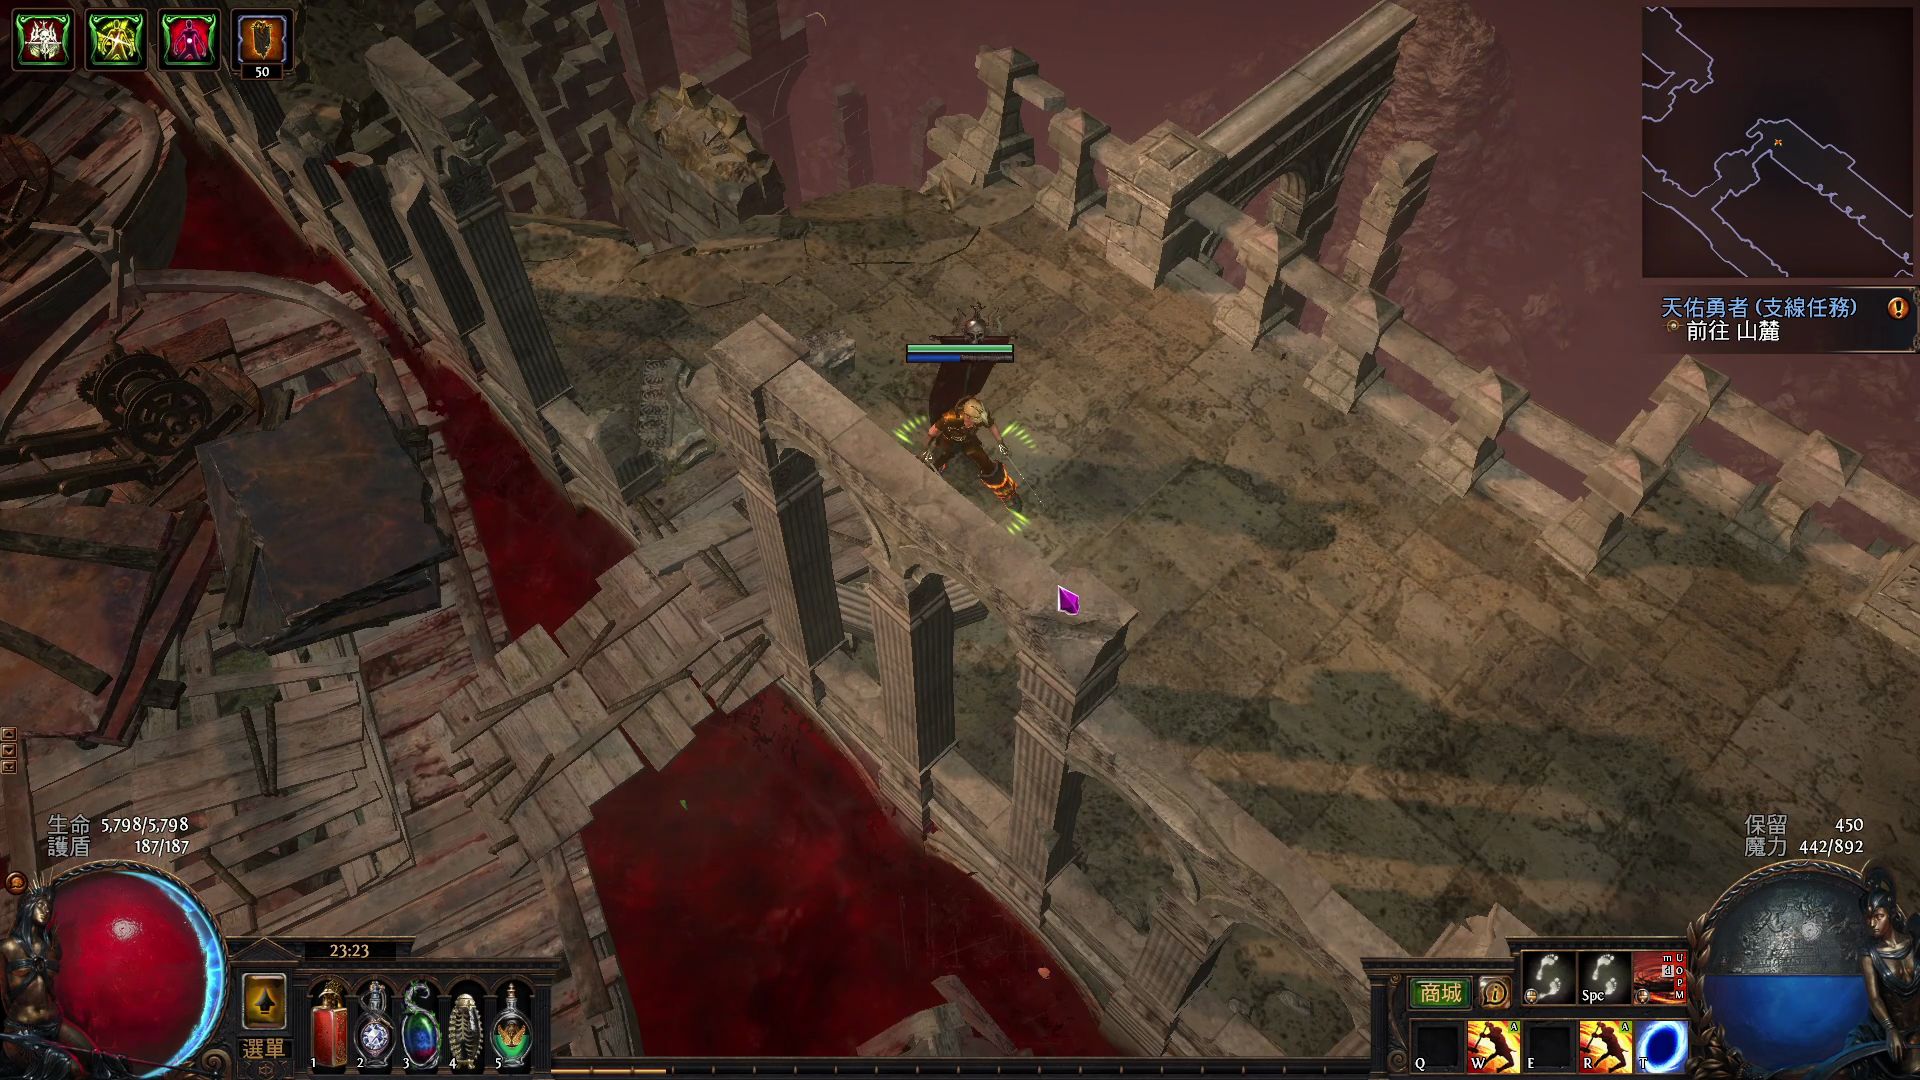 50
天佑勇者 (支線任務)
前往 山麓
生命 5,798/5,798
護盾 187/187
保留 450
魔力 442/892
23:23
選單
1
2
3
4
5
商城
Spc
m U
d O
P
M
Q
W A
E
R A
T